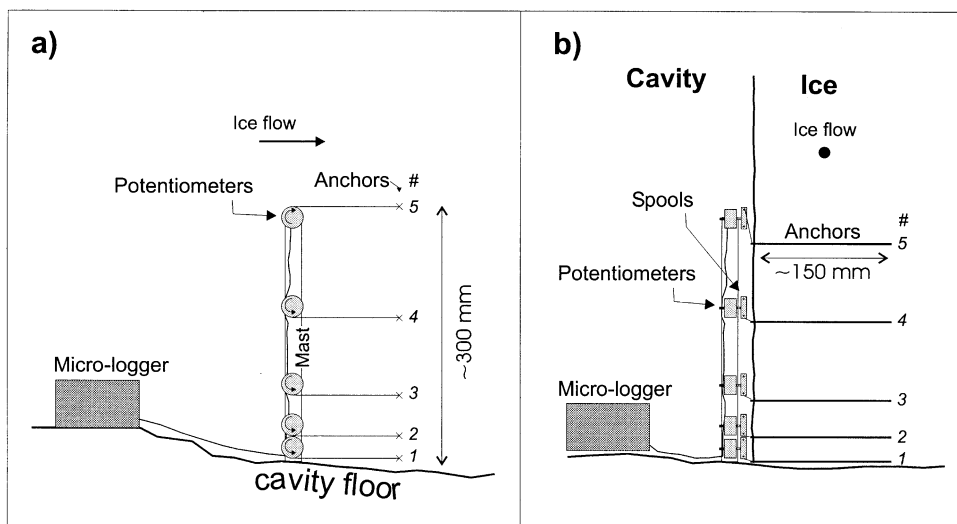 a)
Ice flow
Potentiometers
Anchors
#
5
4
3
2
1
Mast
~300 mm
Micro-logger
cavity floor
b)
Cavity
Ice
Ice flow
Spools
#
Anchors
5
~150 mm
Potentiometers
4
Micro-logger
3
2
1